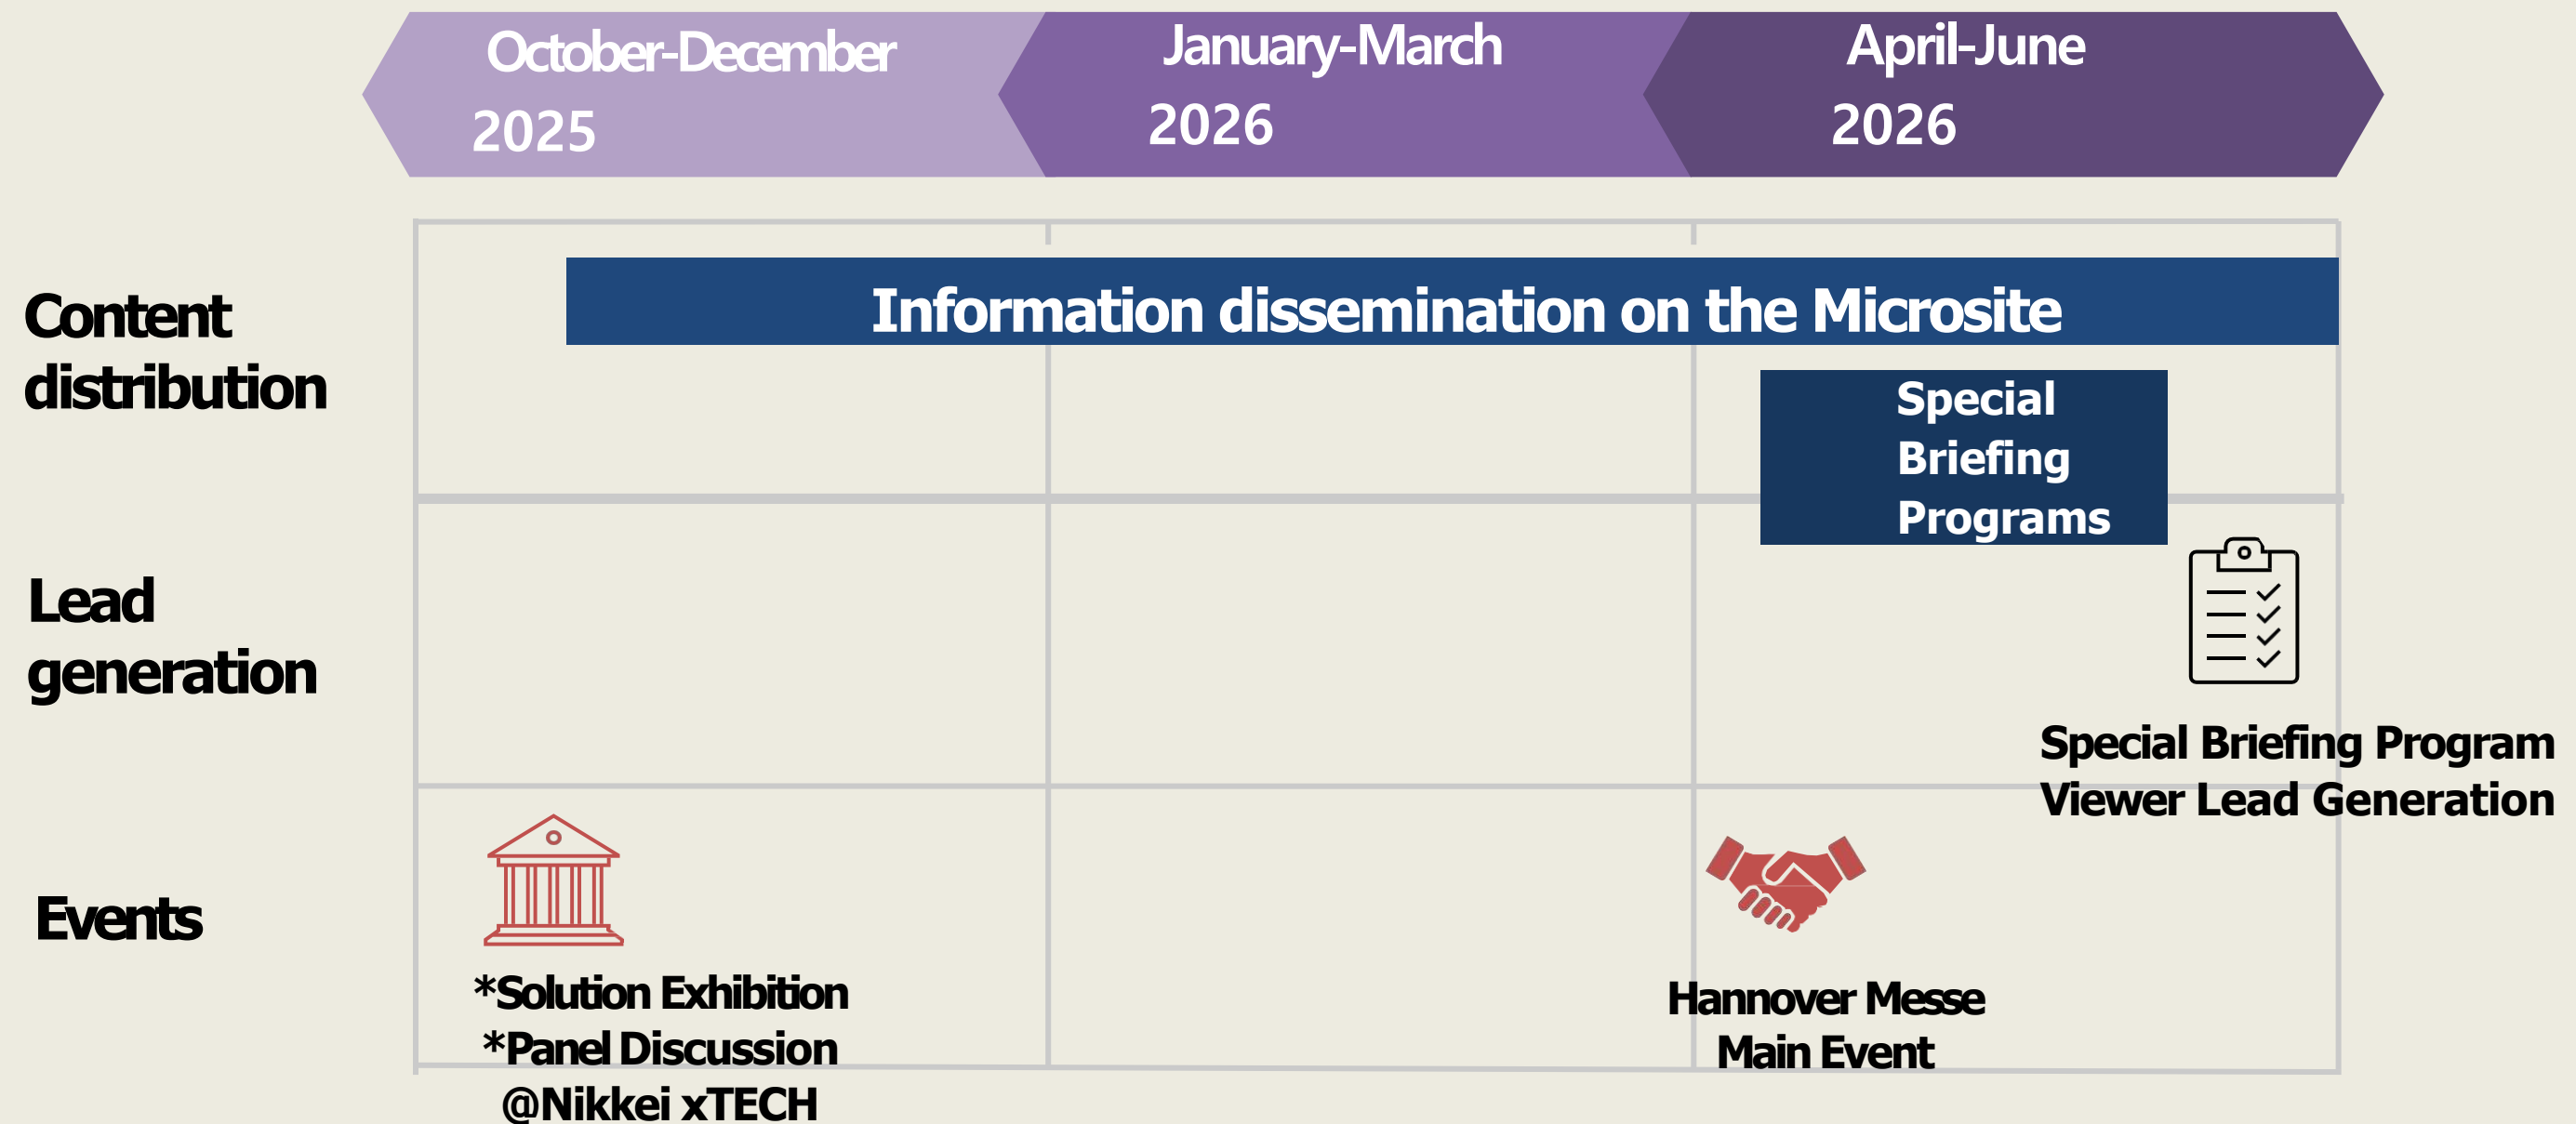 October-December
2025
January-March
2026
April-June
2026
Content
distribution
Information dissemination on the Microsite
Special
Briefing
Programs
Lead
generation
Special Briefing Program
Viewer Lead Generation
Events
*Solution Exhibition
*Panel Discussion
@Nikkei xTECH
Hannover Messe
Main Event